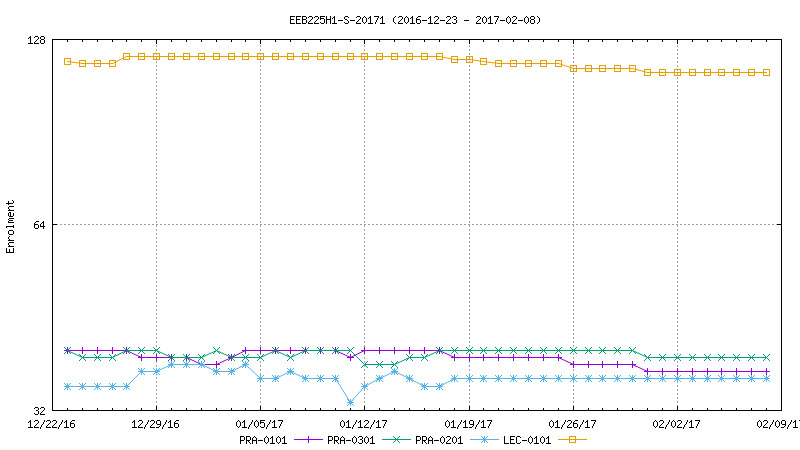 EEB225H1-S-20171 (2016-12-23 - 2017-02-08)
128
Enrolment
64
32
12/22/16 12/29/16 01/05/17 01/12/17 01/19/17 01/26/17 02/02/17 02/09/17
PRA-0101 PRA-0301 PRA-0201 LEC-0101